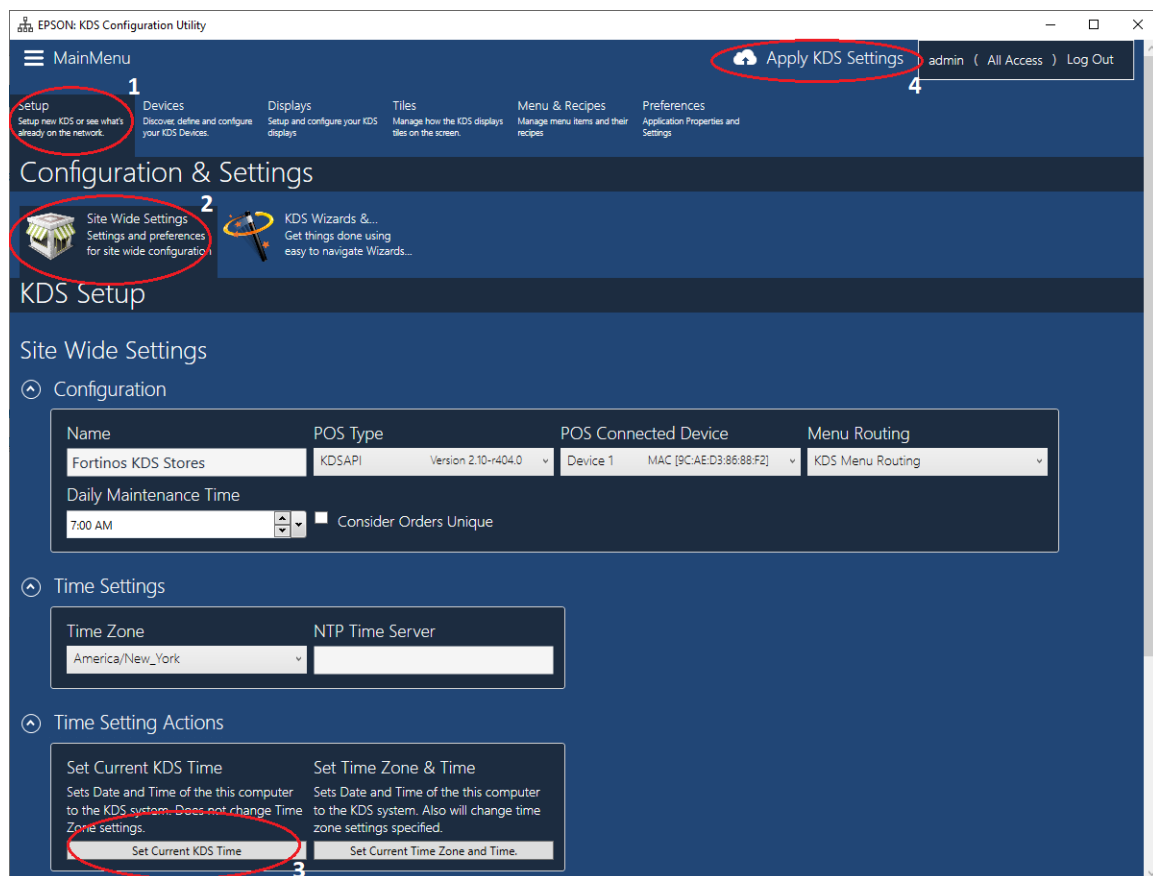 EPSON: KDS Configuration Utility
MainMenu
Apply KDS Settings
admin ( All Access ) Log Out
1
4
Setup
Setup new KDS or see what's
already on the network.
Devices
Discover, define and configure
your KDS Devices.
Displays
Setup and configure your KDS
displays
Tiles
Manage how the KDS displays
tiles on the screen.
Menu & Recipes
Manage menu items and their
recipes
Preferences
Application Properties and
Settings
Configuration & Settings
2
Site Wide Settings
Settings and preferences
for site wide configuration
KDS Wizards &...
Get things done using
easy to navigate Wizards...
KDS Setup
Site Wide Settings
Configuration
Name
Fortinos KDS Stores
POS Type
KDSAPI Version 2.10-r404.0
POS Connected Device
Device 1 MAC [9C:AE:D3:86:88:F2]
Menu Routing
KDS Menu Routing
Daily Maintenance Time
7:00 AM
Consider Orders Unique
Time Settings
Time Zone
America/New_York
NTP Time Server
Time Setting Actions
Set Current KDS Time
Sets Date and Time of the this computer
to the KDS system. Does not change Time
Zone settings.
Set Current KDS Time
3
Set Time Zone & Time
Sets Date and Time of the this computer
to the KDS system. Also will change time
zone settings specified.
Set Current Time Zone and Time.